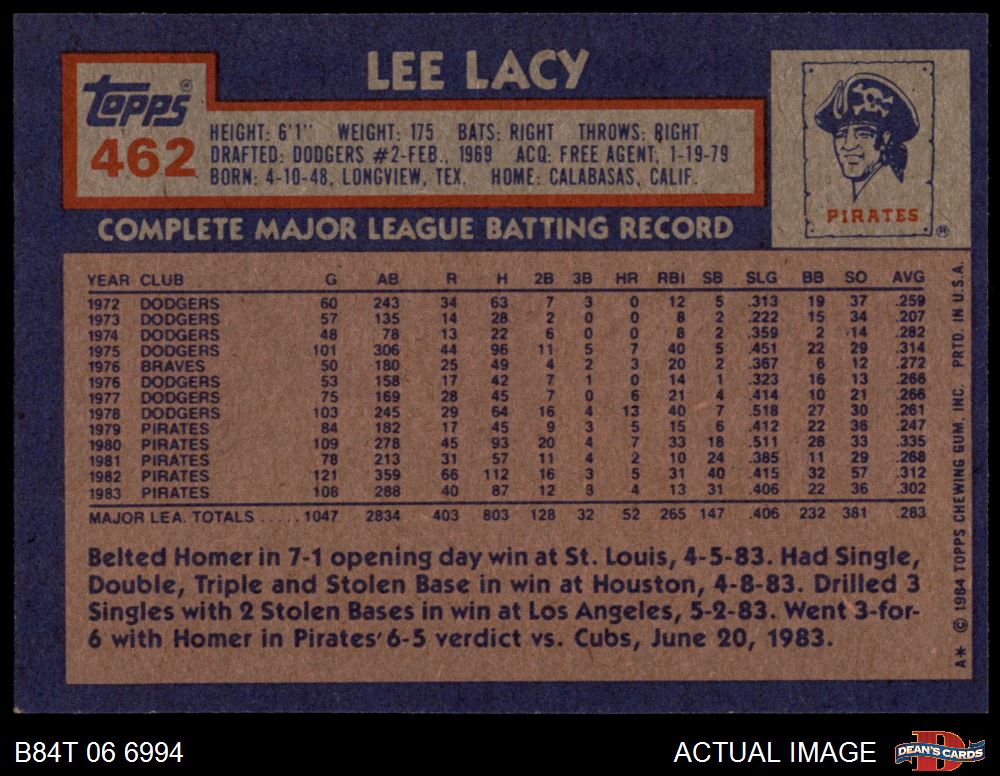 LEE LACY
Topps®
462
HEIGHT: 6'1" WEIGHT: 175 BATS: RIGHT THROWS: RIGHT
DRAFTED: DODGERS #2-FEB., 1969 ACQ: FREE AGENT, 1-19-79
BORN: 4-10-48, LONGVIEW, TEX. HOME: CALABASAS, CALIF.
PIRATES ®
COMPLETE MAJOR LEAGUE BATTING RECORD
YEAR CLUB G AB R H 2B 3B HR RBI SB SLG BB SO AVG
1972 DODGERS 60 243 34 63 7 3 0 12 5 .313 19 37 .259
1973 DODGERS 57 135 14 28 2 0 0 8 2 .222 15 34 .207
1974 DODGERS 48 78 13 22 6 0 0 8 2 .359 2 14 .282
1975 DODGERS 101 306 44 96 11 5 7 40 5 .451 22 29 .314
1976 BRAVES 50 180 25 49 4 2 3 20 2 .367 6 12 .272
1976 DODGERS 53 158 17 42 7 1 0 14 1 .323 16 13 .266
1977 DODGERS 75 169 28 45 7 0 6 21 4 .414 10 21 .266
1978 DODGERS 103 245 29 64 16 4 13 40 7 .518 27 30 .261
1979 PIRATES 84 182 17 45 9 3 5 15 6 .412 22 36 .247
1980 PIRATES 109 278 45 93 20 4 7 33 18 .511 28 33 .335
1981 PIRATES 78 213 31 57 11 4 2 10 24 .385 11 29 .268
1982 PIRATES 121 359 66 112 16 3 5 31 40 .415 32 57 .312
1983 PIRATES 108 288 40 87 12 3 4 13 31 .406 22 36 .302
MAJOR LEA. TOTALS ..... 1047 2834 403 803 128 32 52 265 147 .406 232 381 .283
Belted Homer in 7-1 opening day win at St. Louis, 4-5-83. Had Single,
Double, Triple and Stolen Base in win at Houston, 4-8-83. Drilled 3
Singles with 2 Stolen Bases in win at Los Angeles, 5-2-83. Went 3-for-
6 with Homer in Pirates' 6-5 verdict vs. Cubs, June 20, 1983.
A* © 1984 TOPPS CHEWING GUM, INC. PRTD. IN U.S.A.
B84T 06 6994
ACTUAL IMAGE
DEAN'S CARDS